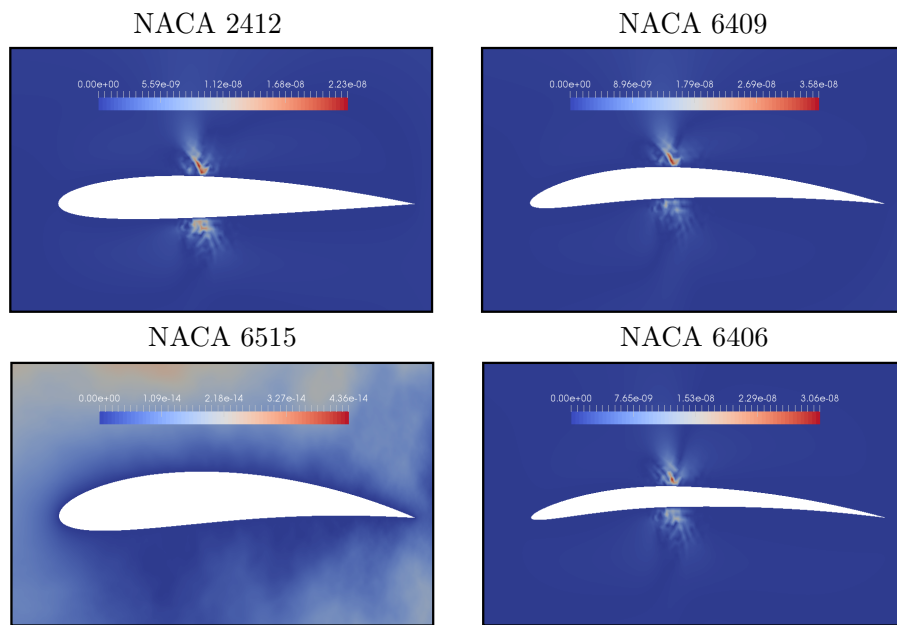 NACA 2412
NACA 6409
0.00e+00 5.59e-09 1.12e-08 1.68e-08 2.23e-08
0.00e+00 8.96e-09 1.79e-08 2.69e-08 3.58e-08
NACA 6515
NACA 6406
0.00e+00 1.09e-14 2.18e-14 3.27e-14 4.36e-14
0.00e+00 7.65e-09 1.53e-08 2.29e-08 3.06e-08